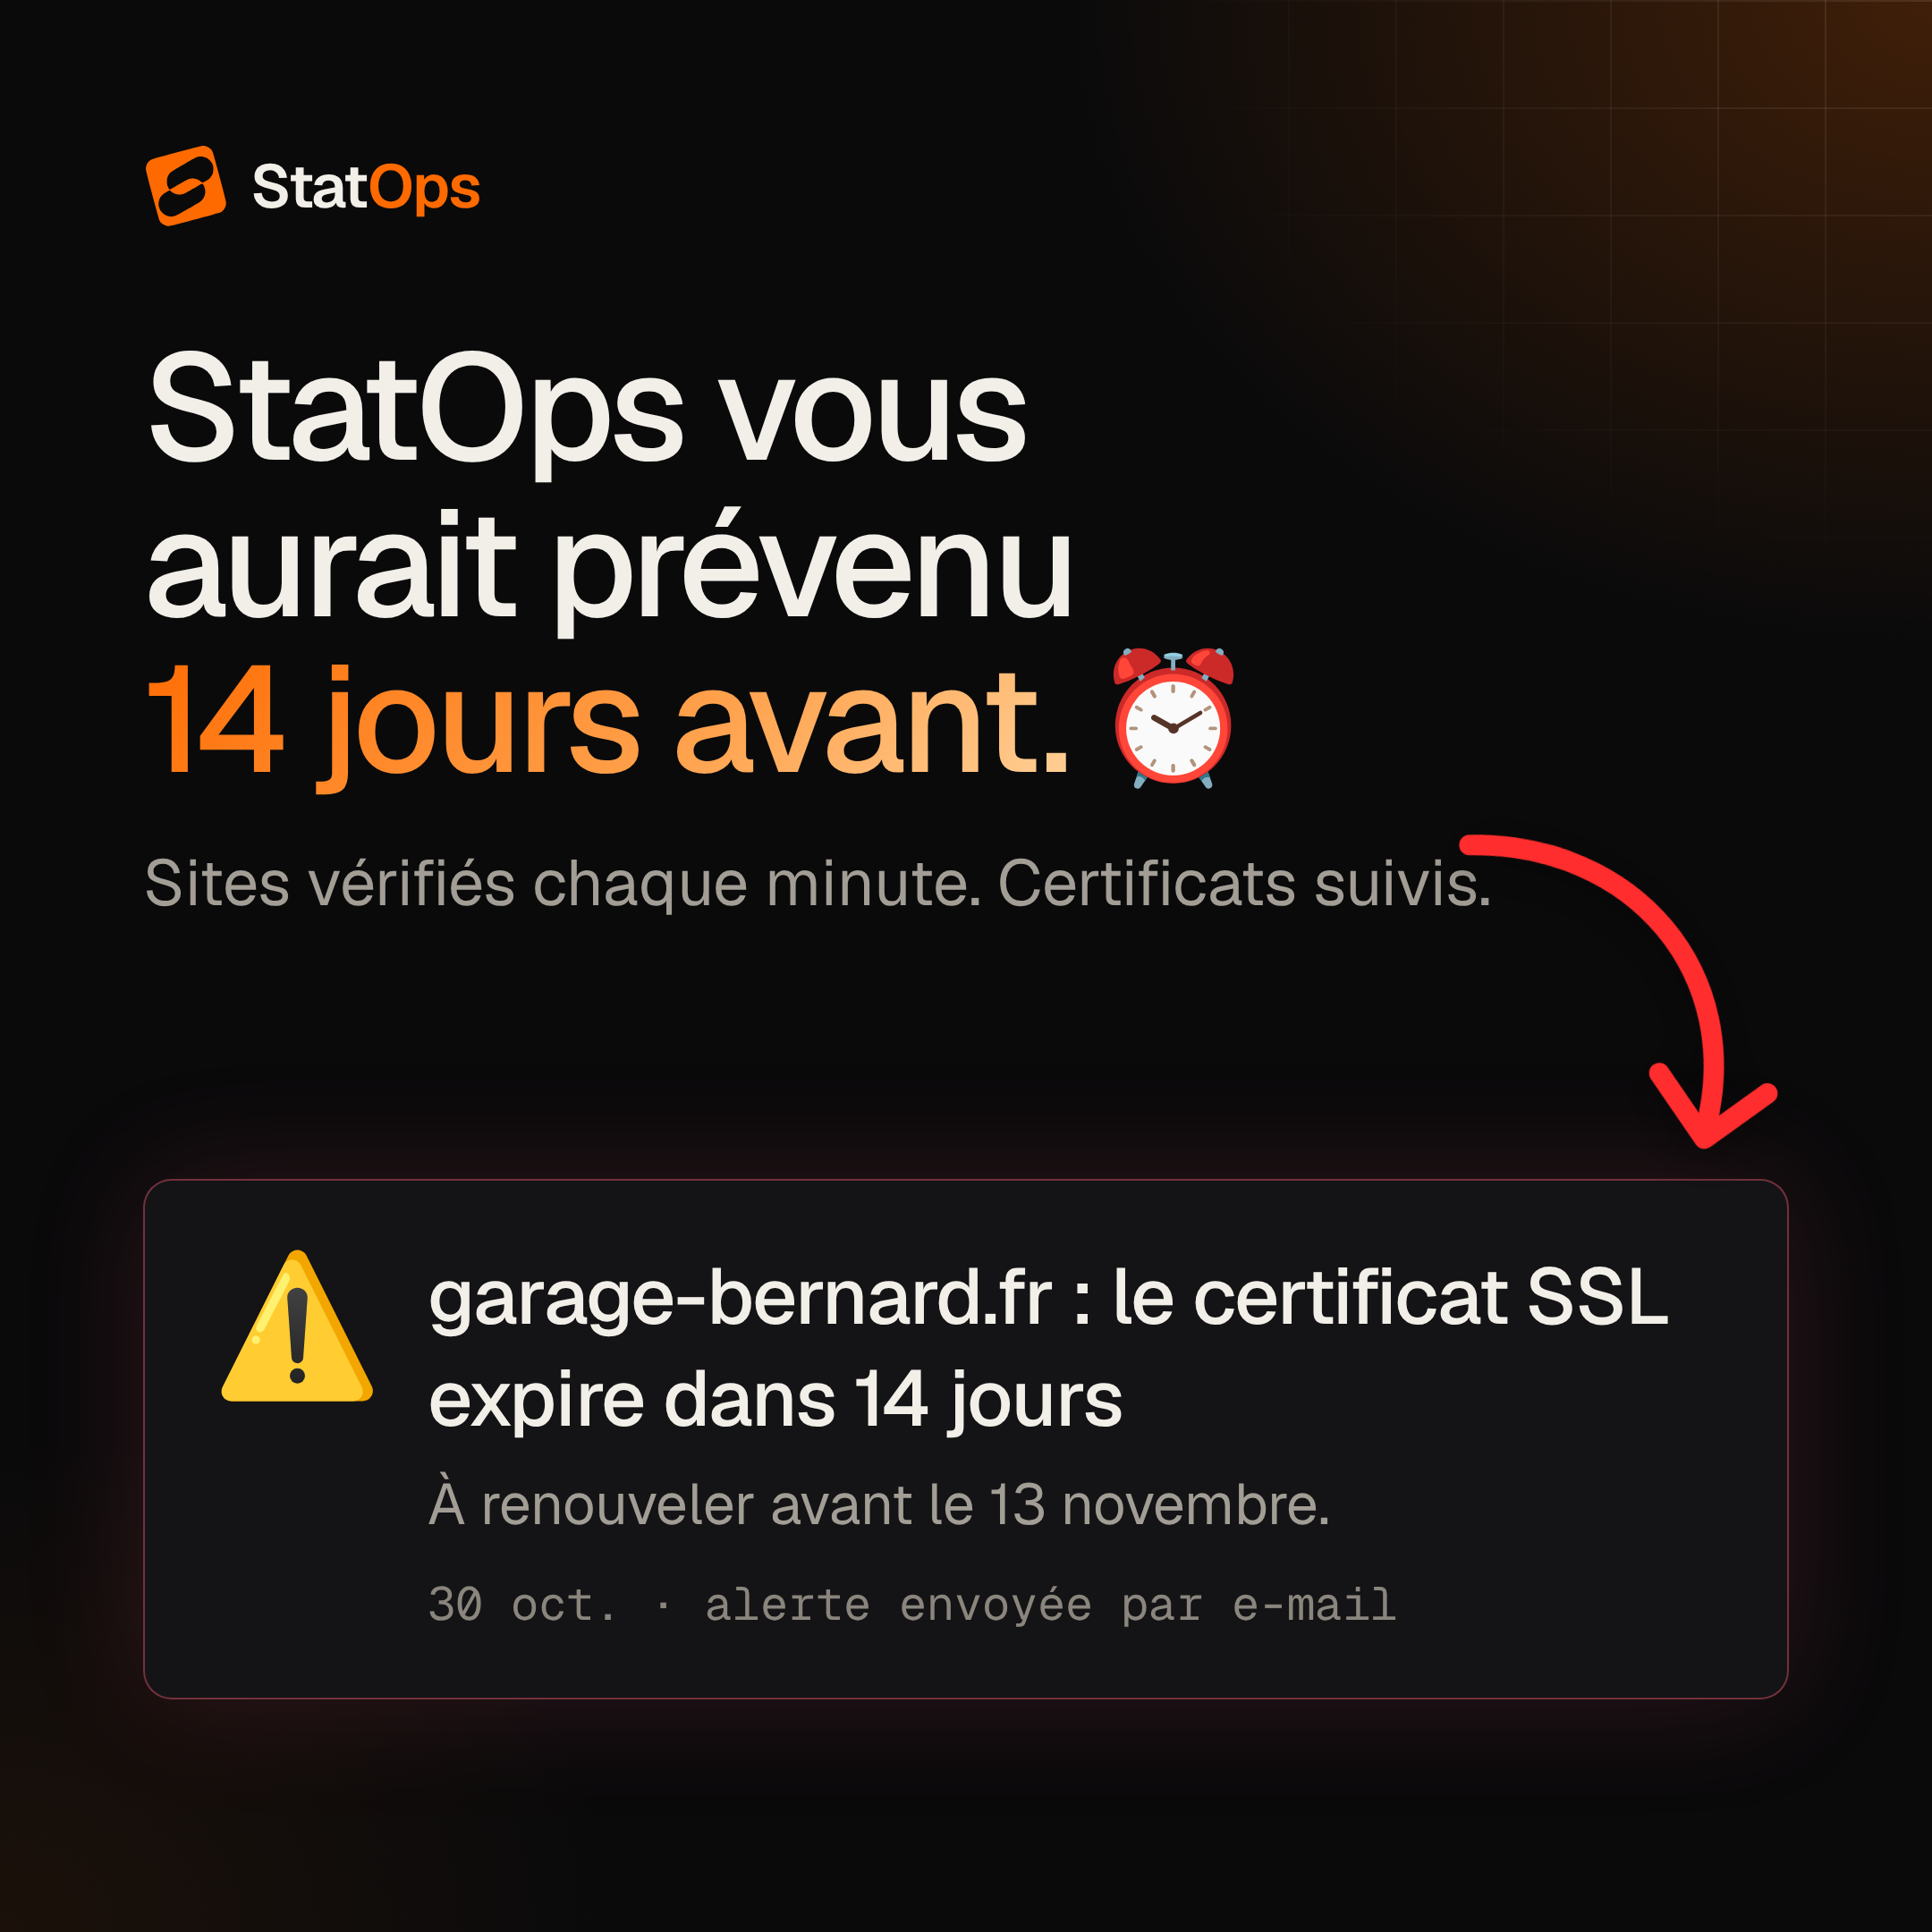 StatOps
StatOps vous
aurait prévenu
14 jours avant.
Sites vérifiés chaque minute. Certificats suivis.
garage-bernard.fr : le certificat SSL
expire dans 14 jours
À renouveler avant le 13 novembre.
30 oct. · alerte envoyée par e-mail